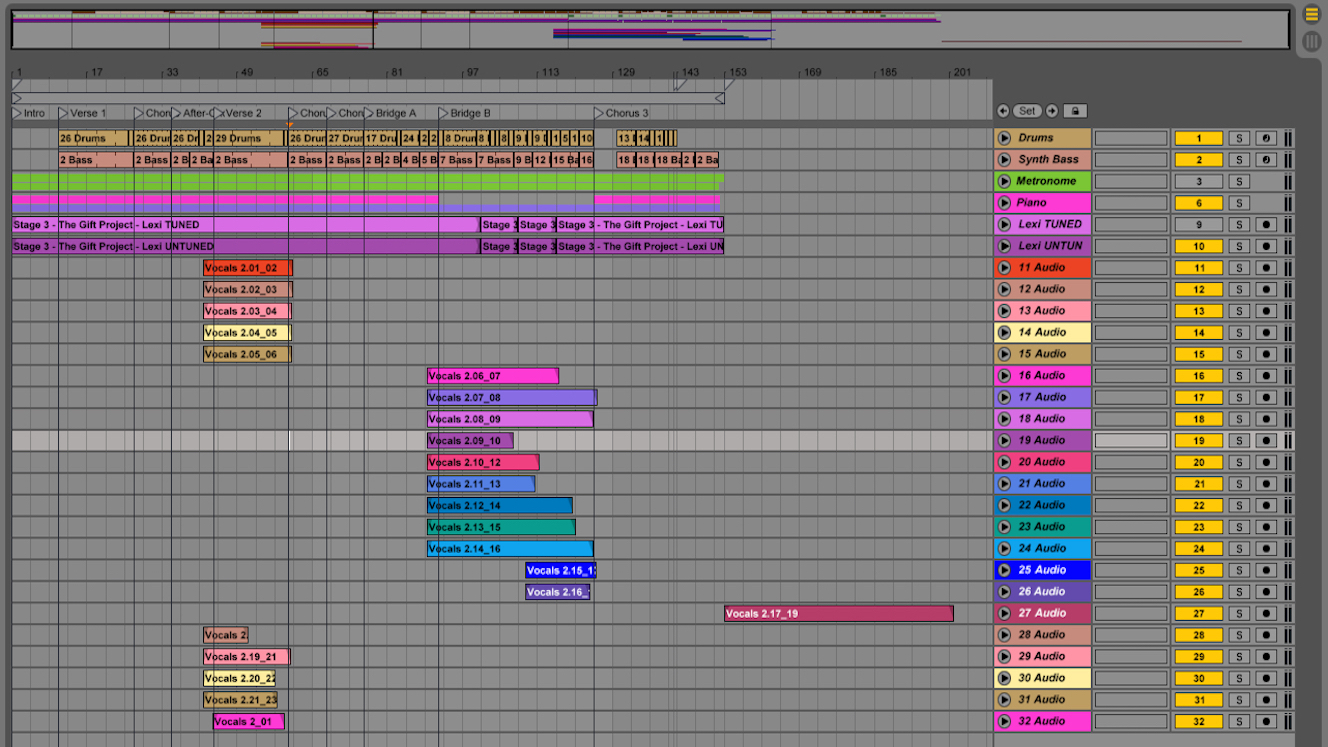 1 17 33 49 65 81 97 113 129 143 153 169 185 201
Intro Verse 1 Chor After-C Verse 2 Chor Chor Bridge A Bridge B Chorus 3 Set
26 Drums 26 Dru 26 Dr 2 29 Drums 26 Drum 27 Dru 17 Dru 24 2 2 8 Drum 8 8 9 9 1 5 1 10 13 14 1 Drums 1 S
2 Bass 2 Bass 2 B 2 Ba 2 Bass 2 Bass 2 Bass 2 B 2 B 4 B 5 B 7 Bass 7 Bass 9 B 12 15 Ba 16 18 18 18 Ba 2 2 Ba Synth Bass 2 S
Metronome 3 S
Piano 6 S
Stage 3 - The Gift Project - Lexi TUNED Stage 3 Stage 3 Stage 3 - The Gift Project - Lexi TU Lexi TUNED 9 S
Stage 3 - The Gift Project - Lexi UNTUNED Stage 3 Stage 3 Stage 3 - The Gift Project - Lexi UN Lexi UNTUN 10 S
Vocals 2.01_02 11 Audio 11 S
Vocals 2.02_03 12 Audio 12 S
Vocals 2.03_04 13 Audio 13 S
Vocals 2.04_05 14 Audio 14 S
Vocals 2.05_06 15 Audio 15 S
Vocals 2.06_07 16 Audio 16 S
Vocals 2.07_08 17 Audio 17 S
Vocals 2.08_09 18 Audio 18 S
Vocals 2.09_10 19 Audio 19 S
Vocals 2.10_12 20 Audio 20 S
Vocals 2.11_13 21 Audio 21 S
Vocals 2.12_14 22 Audio 22 S
Vocals 2.13_15 23 Audio 23 S
Vocals 2.14_16 24 Audio 24 S
Vocals 2.15_1 25 Audio 25 S
Vocals 2.16_ 26 Audio 26 S
Vocals 2.17_19 27 Audio 27 S
Vocals 2. 28 Audio 28 S
Vocals 2.19_21 29 Audio 29 S
Vocals 2.20_22 30 Audio 30 S
Vocals 2.21_23 31 Audio 31 S
Vocals 2_01 32 Audio 32 S